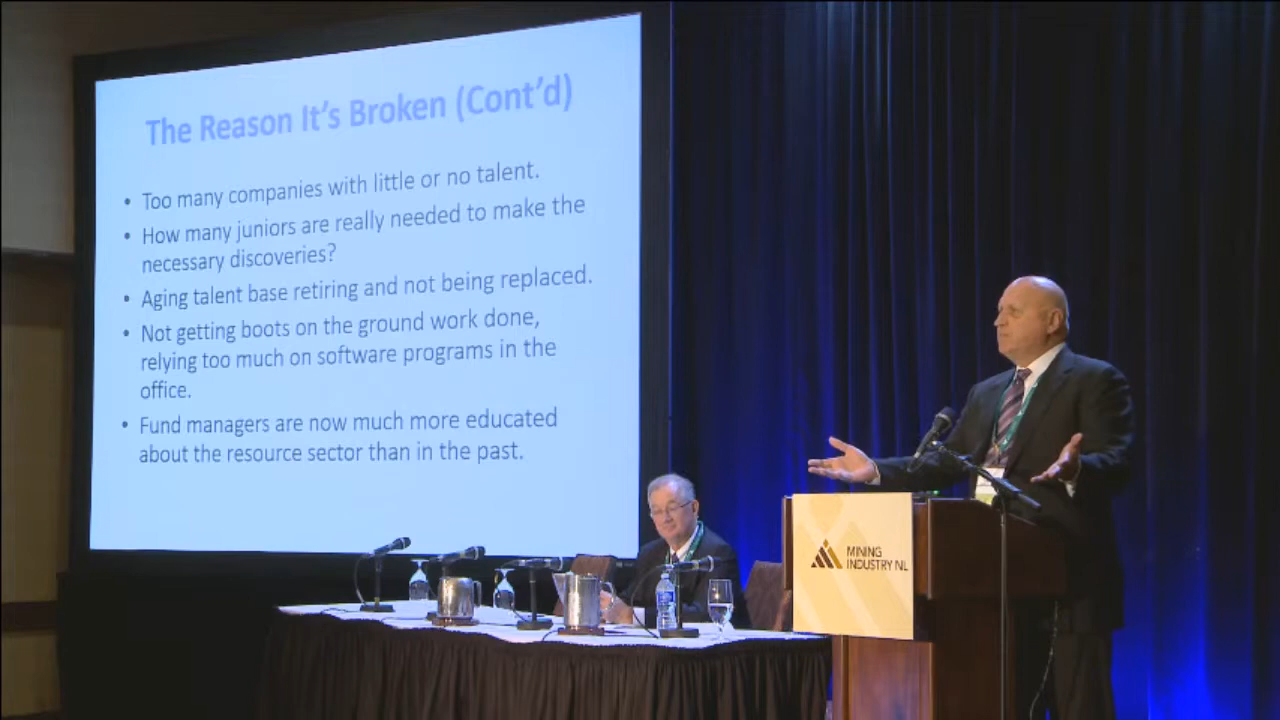 The Reason It's Broken (Cont'd)
• Too many companies with little or no talent.
• How many juniors are really needed to make the
necessary discoveries?
• Aging talent base retiring and not being replaced.
• Not getting boots on the ground work done,
relying too much on software programs in the
office.
• Fund managers are now much more educated
about the resource sector than in the past.
MINING
INDUSTRY NL